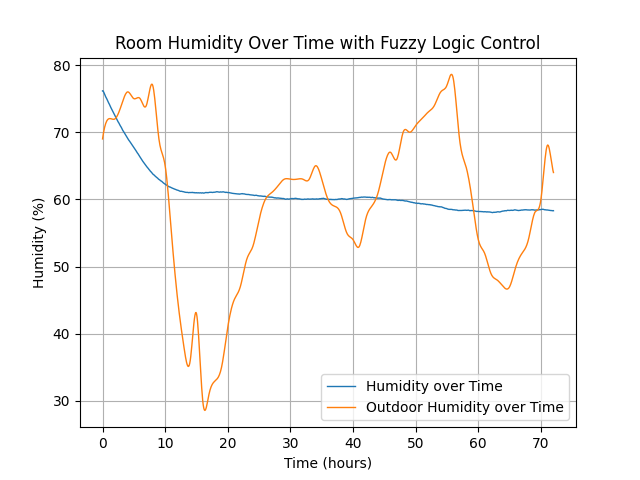 Room Humidity Over Time with Fuzzy Logic Control
80
70
60
50
40
30
Humidity (%)
0 10 20 30 40 50 60 70
Time (hours)
Humidity over Time
Outdoor Humidity over Time